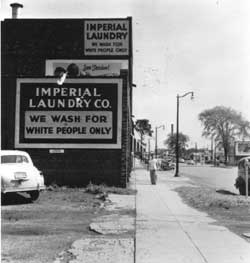 IMPERIAL
LAUNDRY
WE WASH FOR
WHITE PEOPLE ONLY
IMPERIAL
LAUNDRY CO.
WE WASH FOR
WHITE PEOPLE ONLY